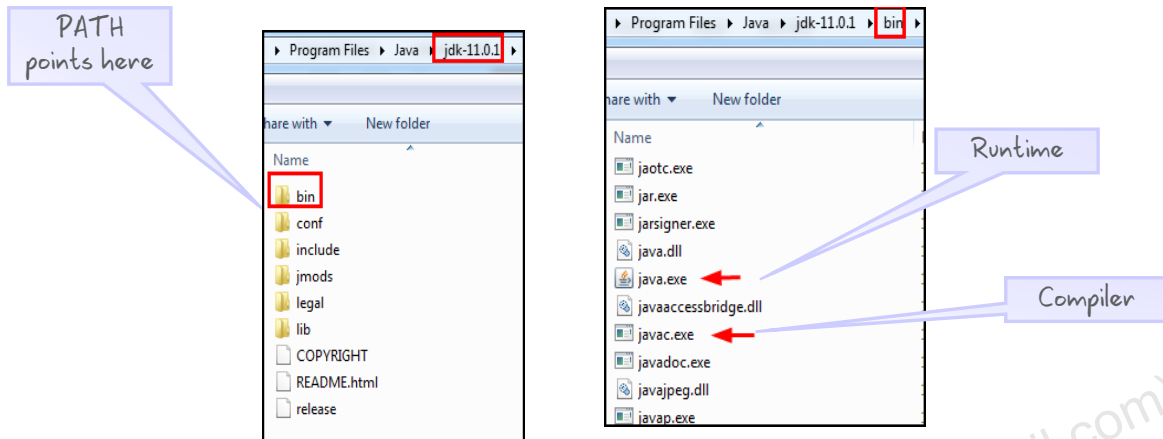 PATH
points here
Program Files Java jdk-11.0.1
hare with New folder
Name
bin
conf
include
jmods
legal
lib
COPYRIGHT
README.html
release
Program Files Java jdk-11.0.1 bin
hare with New folder
Name
jaotc.exe
jar.exe
jarsigner.exe
java.dll
java.exe
javaaccessbridge.dll
javac.exe
javadoc.exe
javajpeg.dll
javap.exe
Runtime
Compiler